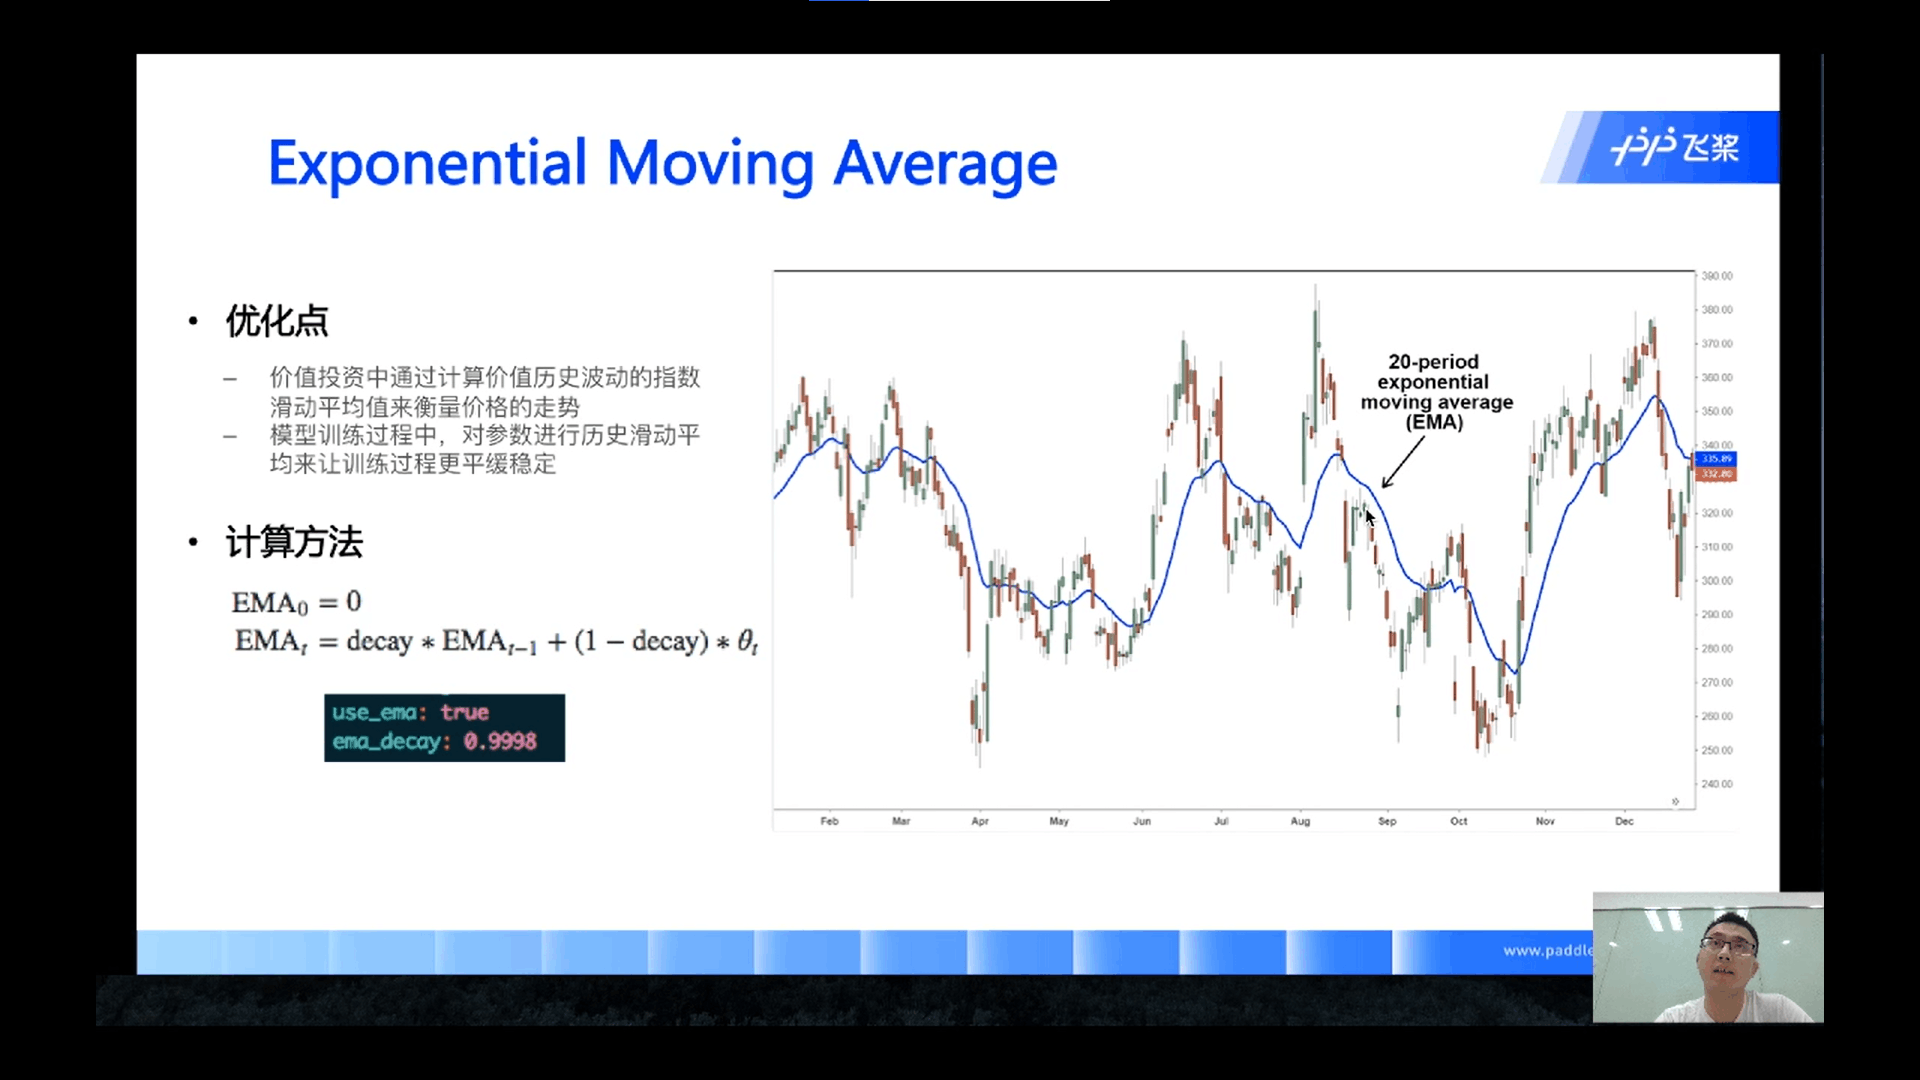 Exponential Moving Average
飞桨
• 优化点
– 价值投资中通过计算价值历史波动的指数
滑动平均值来衡量价格的走势
– 模型训练过程中，对参数进行历史滑动平
均来让训练过程更平缓稳定
• 计算方法
EMA₀ = 0
EMAₜ = decay ∗ EMAₜ₋₁ + (1 − decay) ∗ θₜ
use_ema: true
ema_decay: 0.9998
20-period
exponential
moving average
(EMA)
390.00
380.00
370.00
360.00
350.00
340.00
335.89
332.80
320.00
310.00
300.00
290.00
280.00
270.00
260.00
250.00
240.00
Feb Mar Apr May Jun Jul Aug Sep Oct Nov Dec
www.paddle